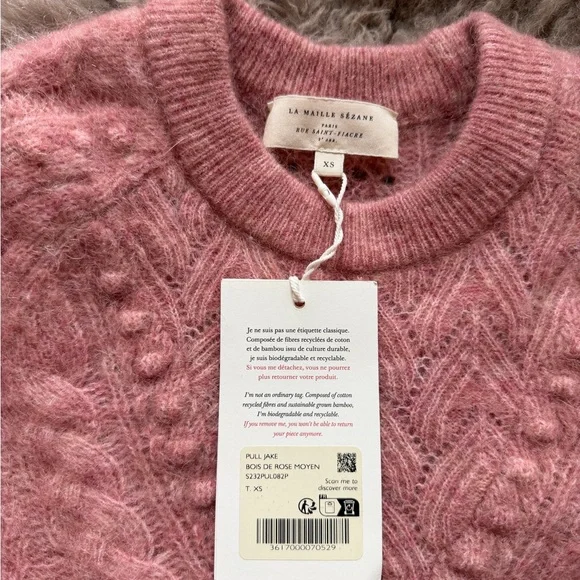 LA MAILLE SÉZANE
PARIS
RUE SAINT-FIACRE
2e ARR.
XS
Je ne suis pas une étiquette classique.
Composée de fibres recyclées de coton
et de bambou issu de culture durable,
je suis biodégradable et recyclable.
Si vous me détachez, vous ne pourrez
plus retourner votre produit.
I'm not an ordinary tag. Composed of cotton
recycled fibres and sustainable grown bamboo,
I'm biodegradable and recyclable.
If you remove me, you won't be able to return
your piece anymore.
PULL JAKE
BOIS DE ROSE MOYEN
S232PUL082P
T. XS
Scan me to
discover more
3617000070529